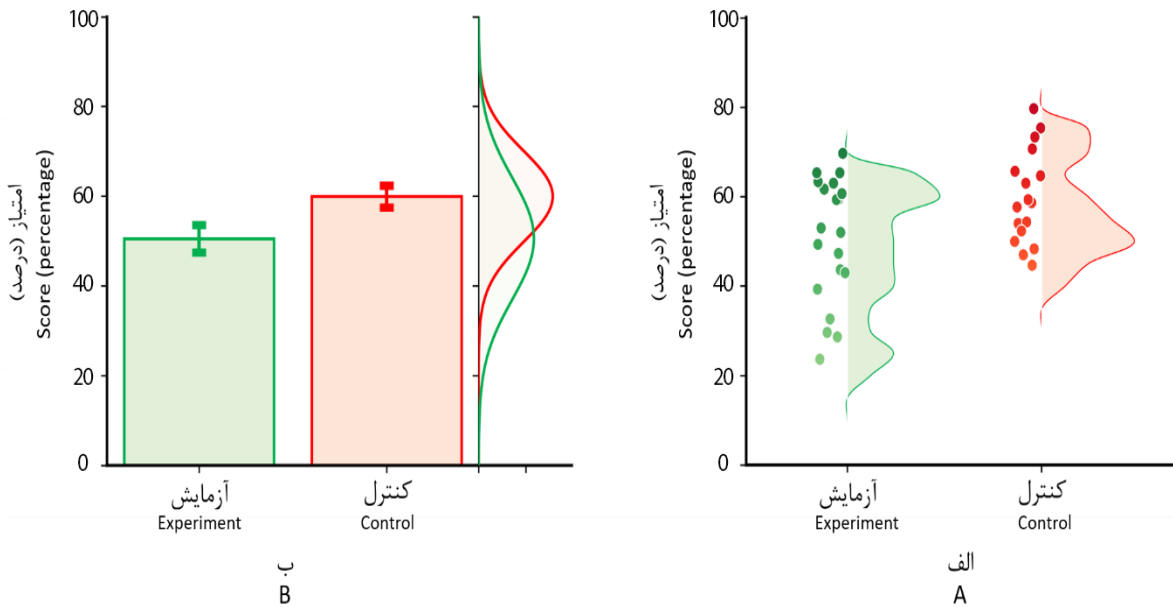 100
80
60
40
20
0
امتیاز (درصد)
Score (percentage)
آزمایش
Experiment
کنترل
Control
ب
B
100
80
60
40
20
0
امتیاز (درصد)
Score (percentage)
آزمایش
Experiment
کنترل
Control
الف
A